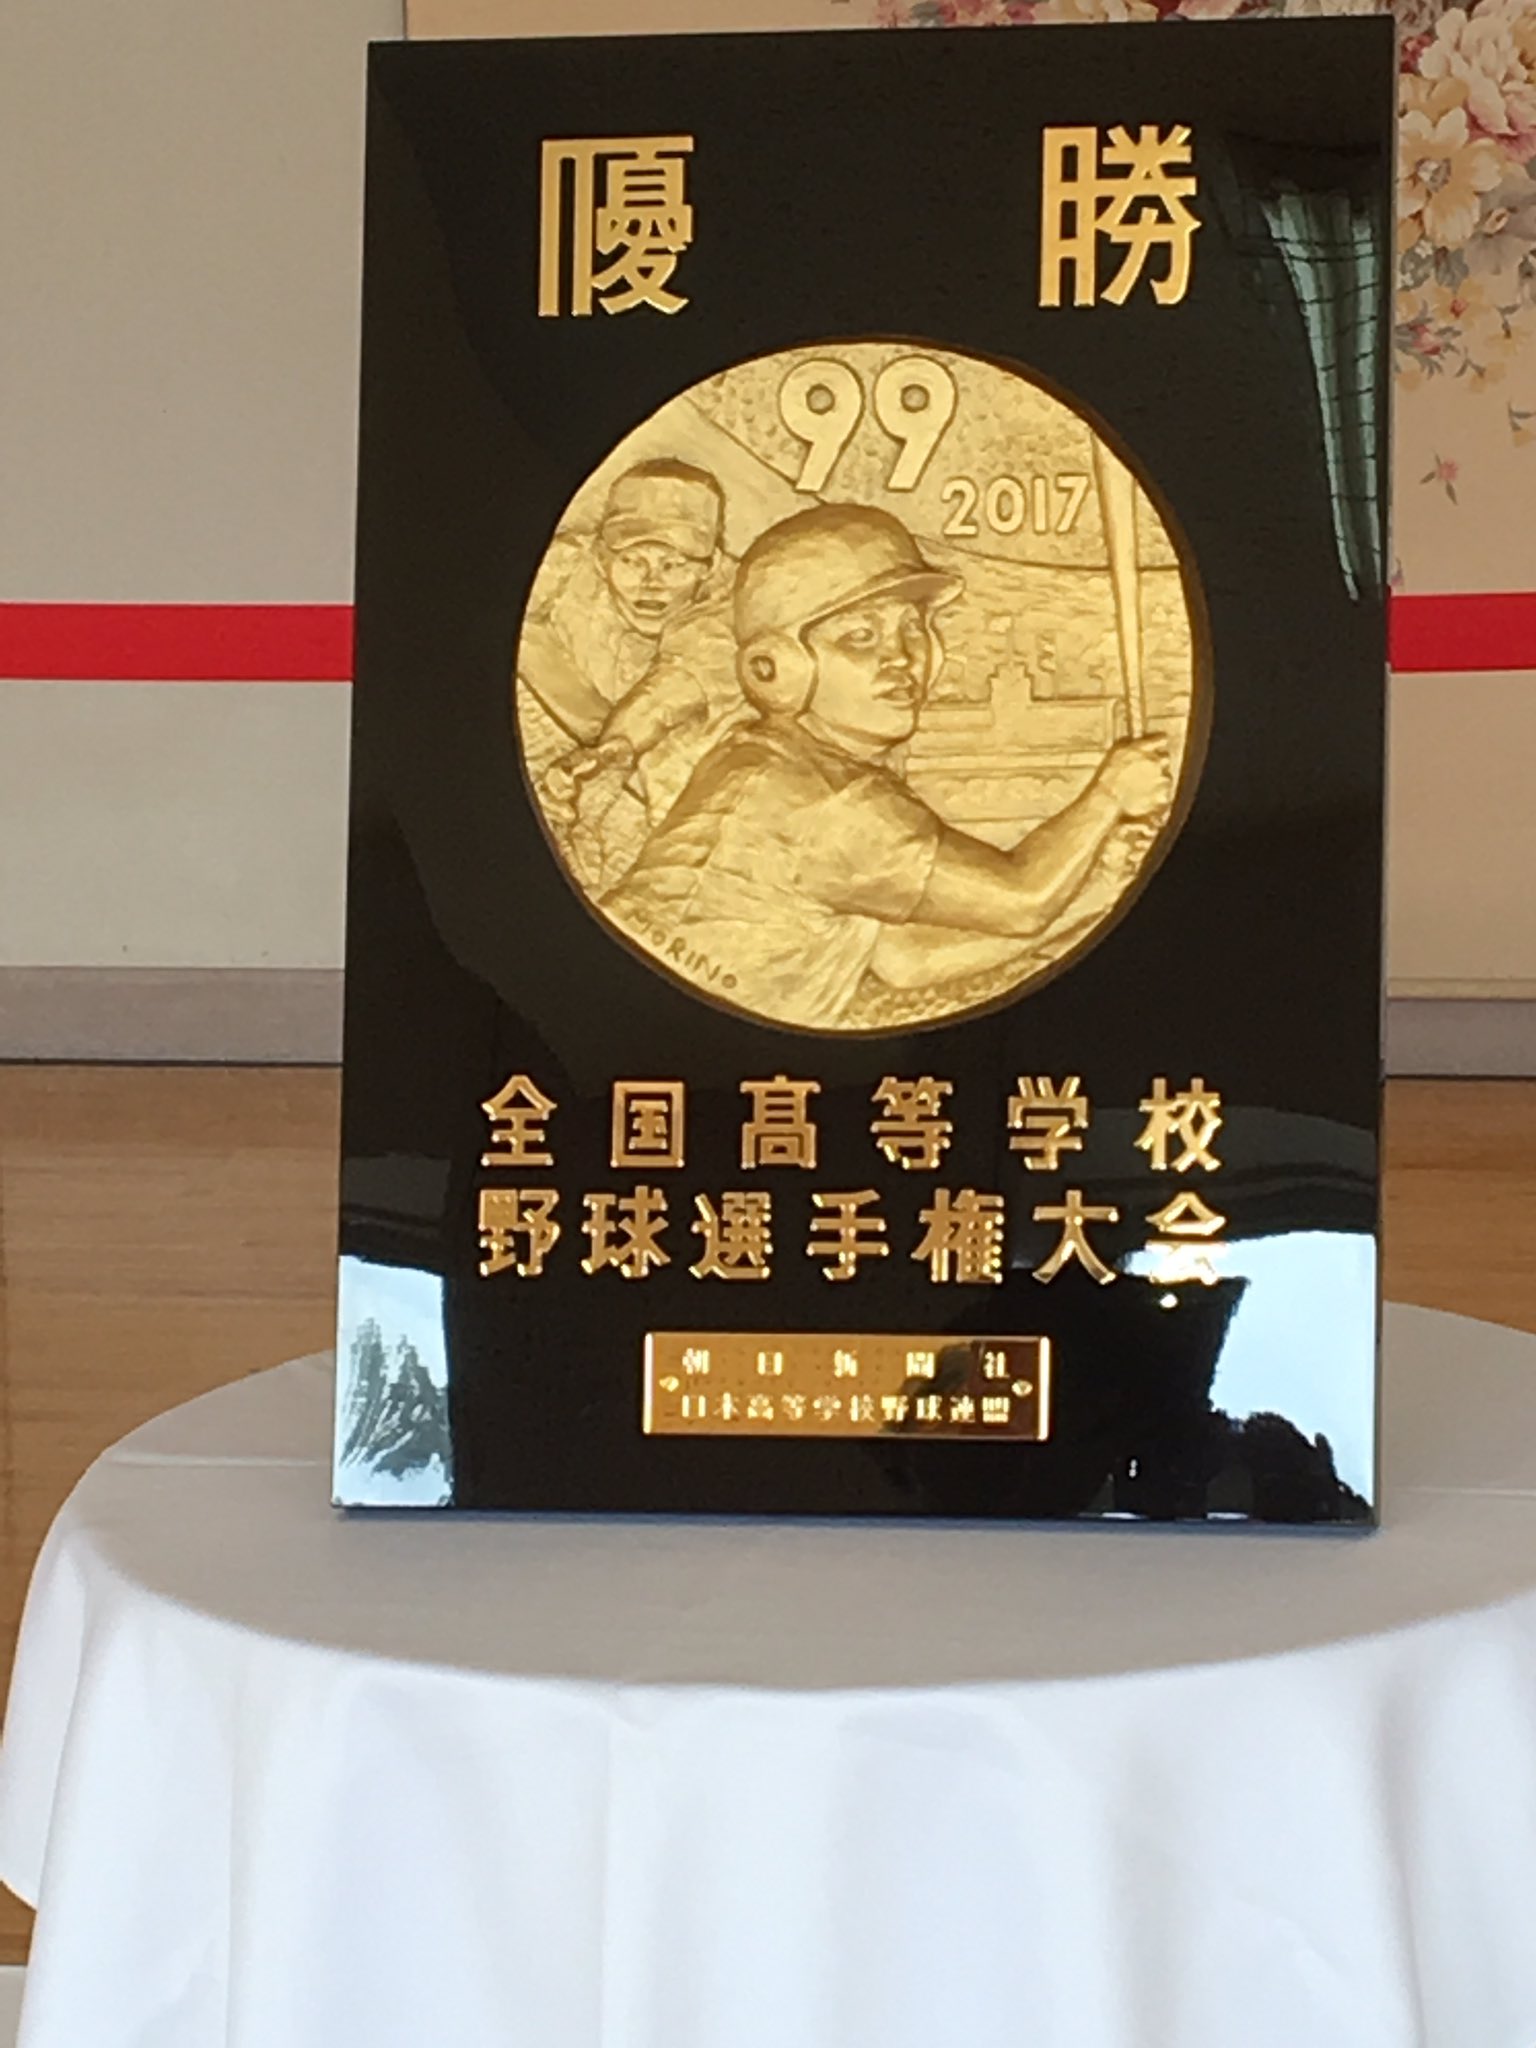 優勝
99
2017
MORINO
全国高等学校
野球選手権大会
朝日新聞社
日本高等学校野球連盟